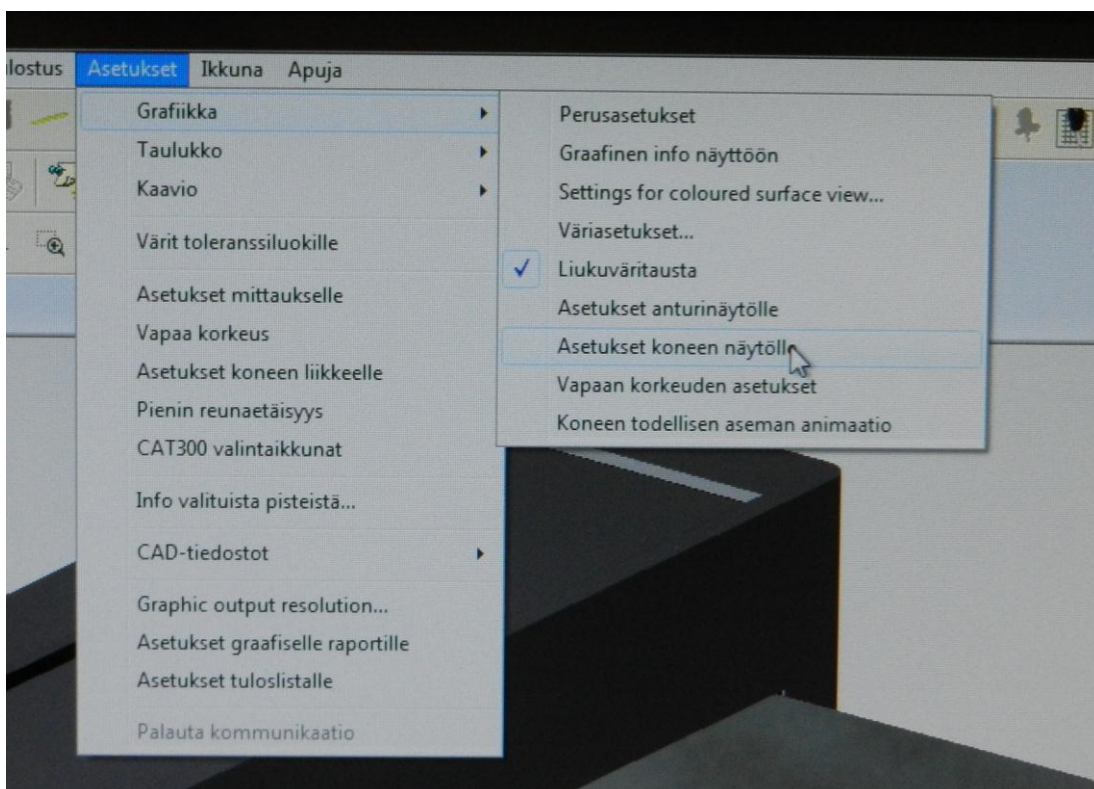 lostus Asetukset Ikkuna Apuja
Grafiikka
Taulukko
Kaavio
Värit toleranssiluokille
Asetukset mittaukselle
Vapaa korkeus
Asetukset koneen liikkeelle
Pienin reunaetäisyys
CAT300 valintaikkunat
Info valituista pisteistä...
CAD-tiedostot
Graphic output resolution...
Asetukset graafiselle raportille
Asetukset tuloslistalle
Palauta kommunikaatio
Perusasetukset
Graafinen info näyttöön
Settings for coloured surface view...
Väriasetukset...
Liukuväritausta
Asetukset anturinäytölle
Asetukset koneen näytölle
Vapaan korkeuden asetukset
Koneen todellisen aseman animaatio